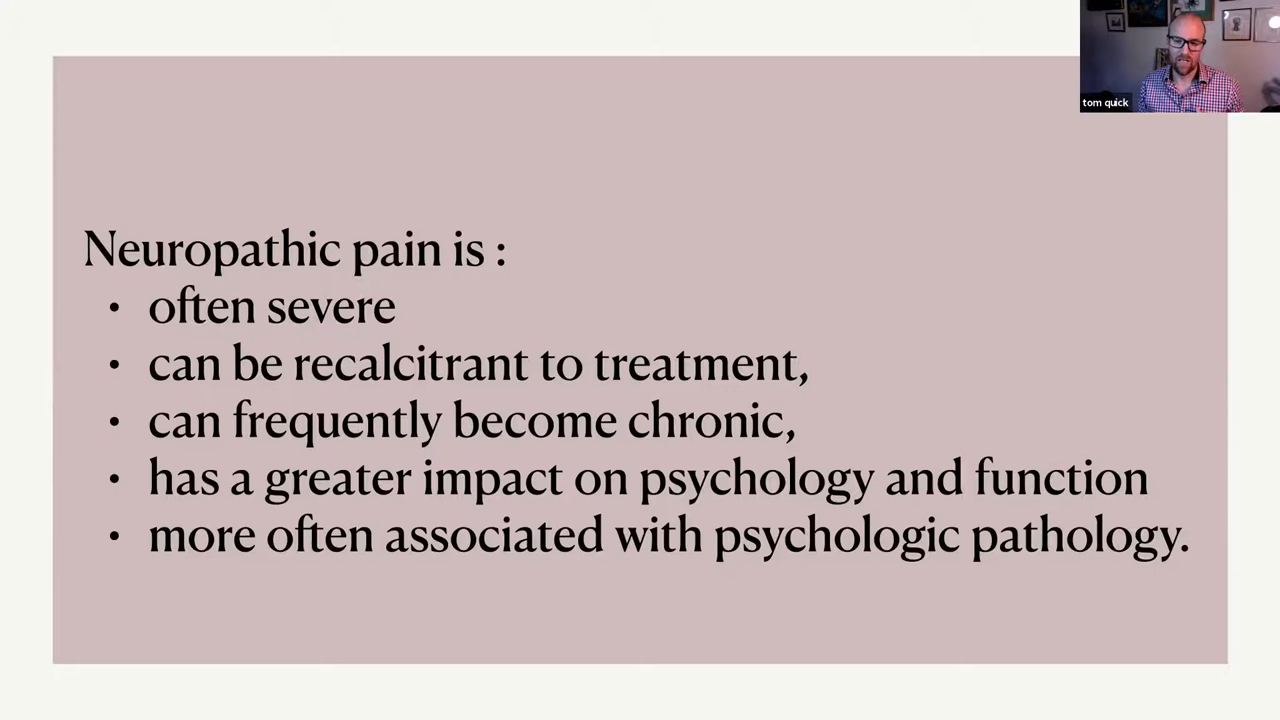 tom quick
Neuropathic pain is :
• often severe
• can be recalcitrant to treatment,
• can frequently become chronic,
• has a greater impact on psychology and function
• more often associated with psychologic pathology.